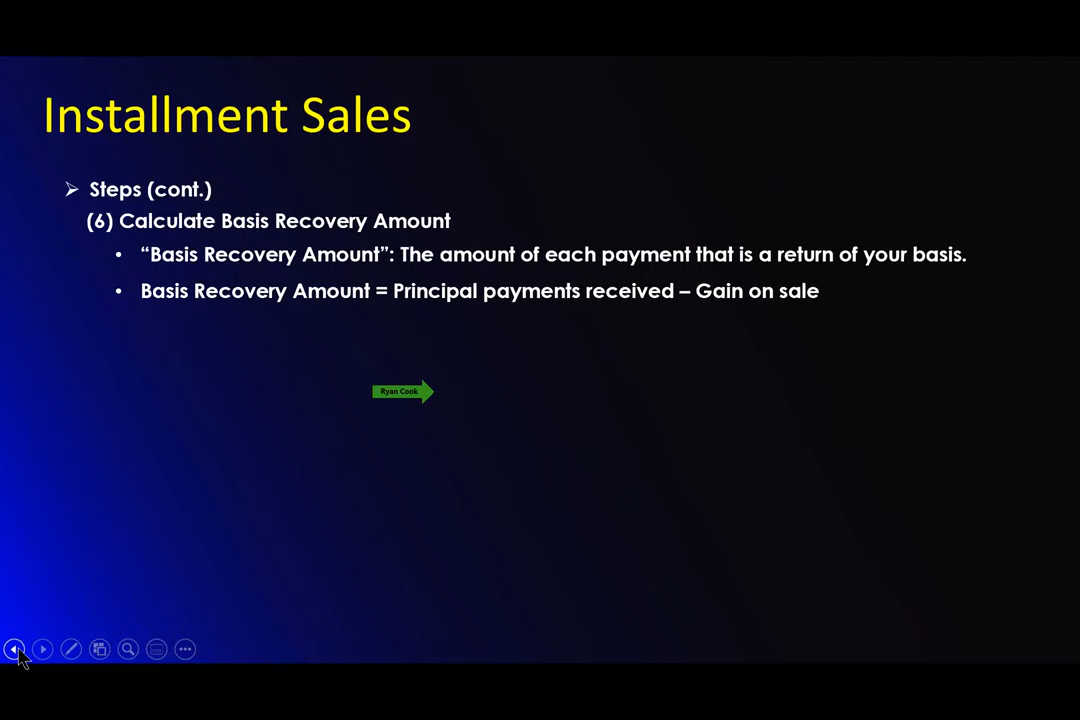 Installment Sales
Steps (cont.)
(6) Calculate Basis Recovery Amount
• “Basis Recovery Amount”: The amount of each payment that is a return of your basis.
• Basis Recovery Amount = Principal payments received – Gain on sale
Ryan Cook